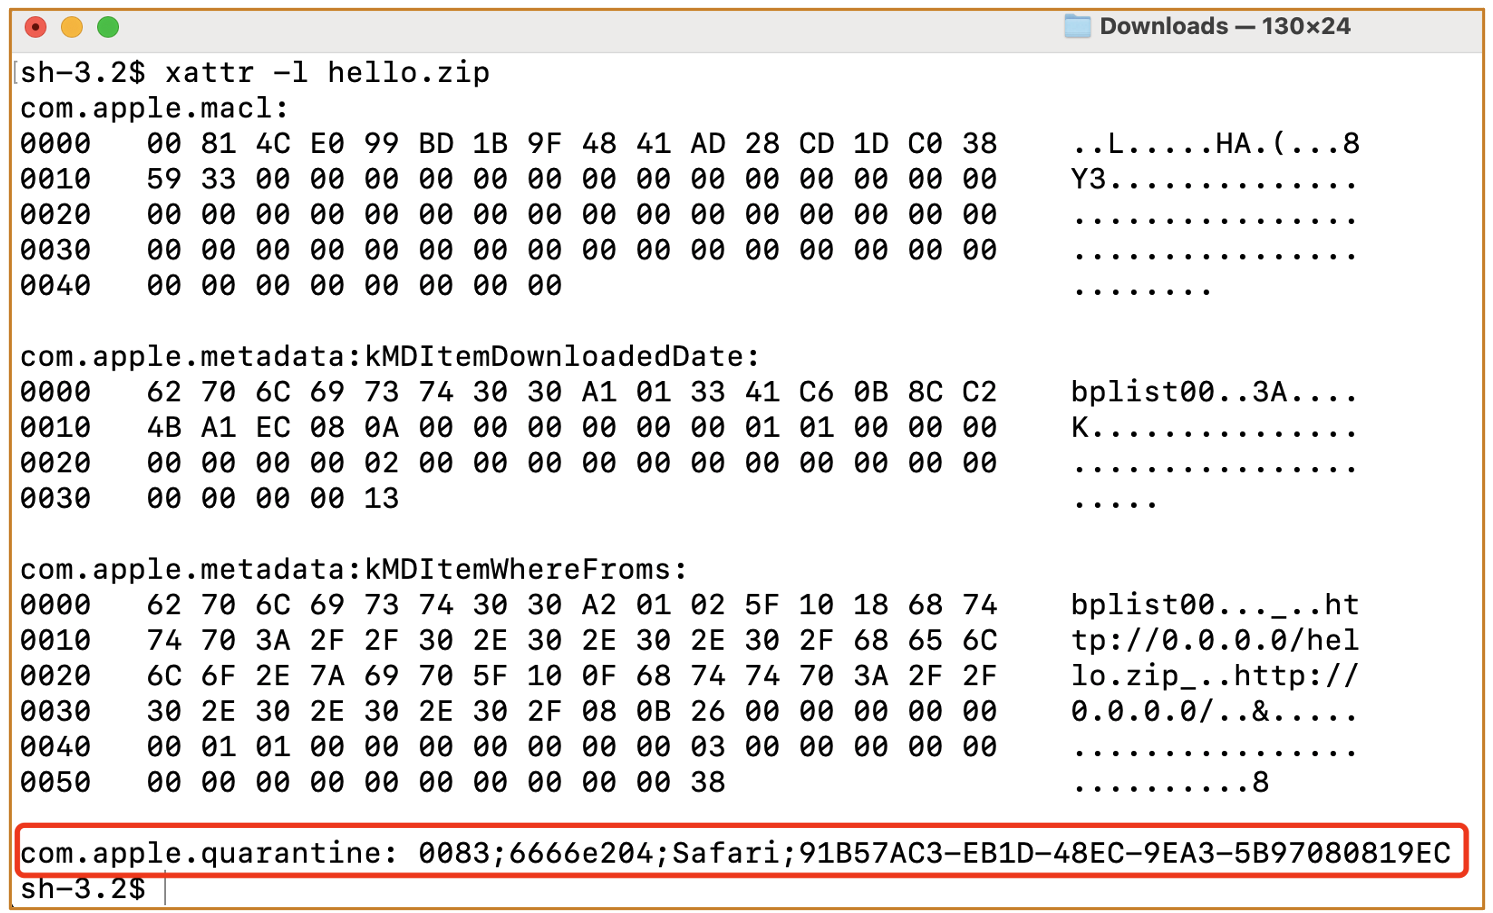 Downloads — 130×24
sh-3.2$ xattr -l hello.zip
com.apple.macl:
0000   00 81 4C E0 99 BD 1B 9F 48 41 AD 28 CD 1D C0 38    ..L.....HA.(...8
0010   59 33 00 00 00 00 00 00 00 00 00 00 00 00 00 00    Y3..............
0020   00 00 00 00 00 00 00 00 00 00 00 00 00 00 00 00    ................
0030   00 00 00 00 00 00 00 00 00 00 00 00 00 00 00 00    ................
0040   00 00 00 00 00 00 00 00                            ........
com.apple.metadata:kMDItemDownloadedDate:
0000   62 70 6C 69 73 74 30 30 A1 01 33 41 C6 0B 8C C2    bplist00..3A....
0010   4B A1 EC 08 0A 00 00 00 00 00 00 01 01 00 00 00    K...............
0020   00 00 00 00 02 00 00 00 00 00 00 00 00 00 00 00    ................
0030   00 00 00 00 13                                     .....
com.apple.metadata:kMDItemWhereFroms:
0000   62 70 6C 69 73 74 30 30 A2 01 02 5F 10 18 68 74    bplist00..._..ht
0010   74 70 3A 2F 2F 30 2E 30 2E 30 2E 30 2F 68 65 6C    tp://0.0.0.0/hel
0020   6C 6F 2E 7A 69 70 5F 10 0F 68 74 74 70 3A 2F 2F    lo.zip_..http://
0030   30 2E 30 2E 30 2E 30 2F 08 0B 26 00 00 00 00 00    0.0.0.0/..&.....
0040   00 01 01 00 00 00 00 00 00 00 03 00 00 00 00 00    ................
0050   00 00 00 00 00 00 00 00 00 00 38                   ..........8
com.apple.quarantine: 0083;6666e204;Safari;91B57AC3-EB1D-48EC-9EA3-5B97080819EC
sh-3.2$